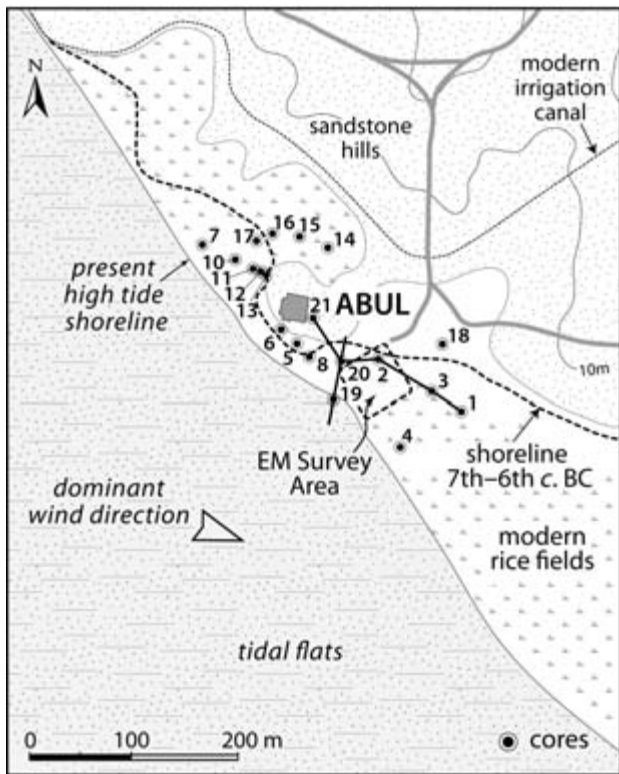 N
modern
irrigation
canal
sandstone
hills
7
17
16
15
14
10
11
12
13
present
high tide
shoreline
21
ABUL
18
6
5
8
20
2
3
1
10m
19
4
EM Survey
Area
shoreline
7th–6th c. BC
dominant
wind direction
modern
rice fields
tidal flats
0
100
200 m
cores